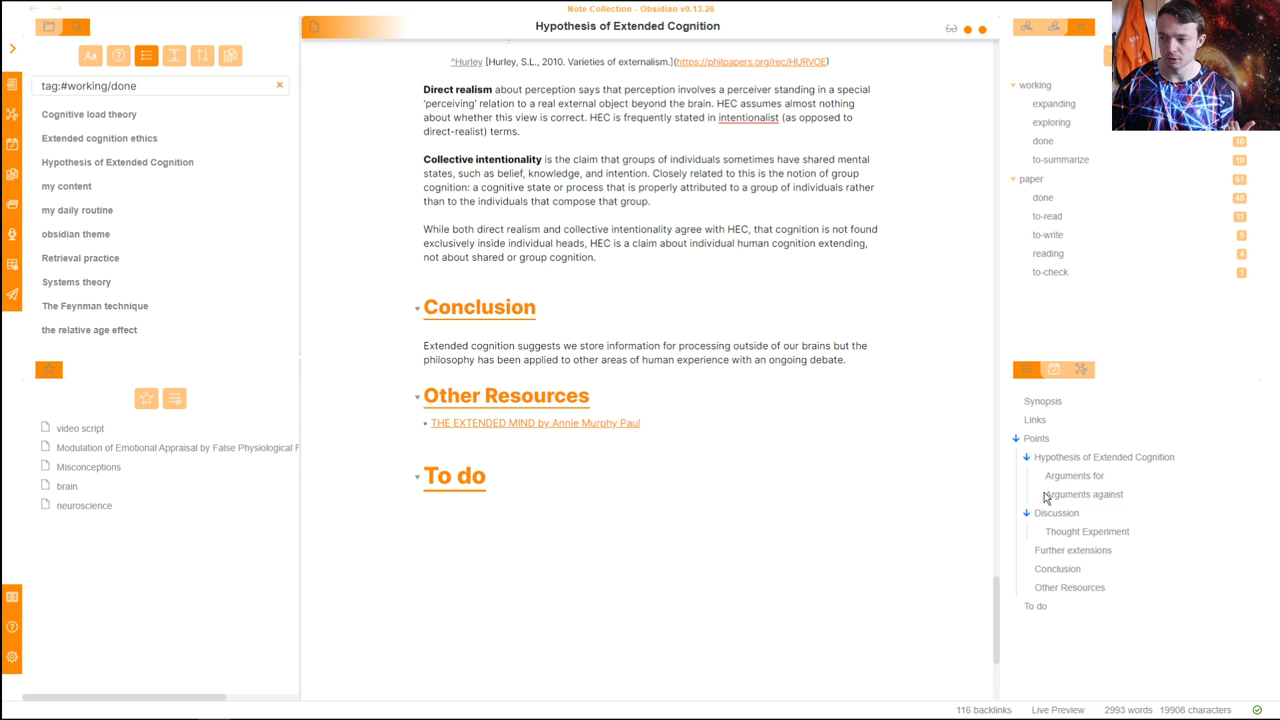 Note Collection - Obsidian v0.13.26
Hypothesis of Extended Cognition
Aa
tag:#working/done
Cognitive load theory
Extended cognition ethics
Hypothesis of Extended Cognition
my content
my daily routine
obsidian theme
Retrieval practice
Systems theory
The Feynman technique
the relative age effect
video script
Modulation of Emotional Appraisal by False Physiological F
Misconceptions
brain
neuroscience
^Hurley [Hurley, S.L., 2010. Varieties of externalism.](https://philpapers.org/rec/HURVOE)
Direct realism about perception says that perception involves a perceiver standing in a special
'perceiving' relation to a real external object beyond the brain. HEC assumes almost nothing
about whether this view is correct. HEC is frequently stated in intentionalist (as opposed to
direct-realist) terms.
Collective intentionality is the claim that groups of individuals sometimes have shared mental
states, such as belief, knowledge, and intention. Closely related to this is the notion of group
cognition: a cognitive state or process that is properly attributed to a group of individuals rather
than to the individuals that compose that group.
While both direct realism and collective intentionality agree with HEC, that cognition is not found
exclusively inside individual heads, HEC is a claim about individual human cognition extending,
not about shared or group cognition.
Conclusion
Extended cognition suggests we store information for processing outside of our brains but the
philosophy has been applied to other areas of human experience with an ongoing debate.
Other Resources
• THE EXTENDED MIND by Annie Murphy Paul
To do
working
expanding
exploring
done 10
to-summarize 10
paper 61
done 40
to-read 11
to-write 5
reading 4
to-check 1
Synopsis
Links
Points
Hypothesis of Extended Cognition
Arguments for
Arguments against
Discussion
Thought Experiment
Further extensions
Conclusion
Other Resources
To do
116 backlinks Live Preview 2993 words 19908 characters